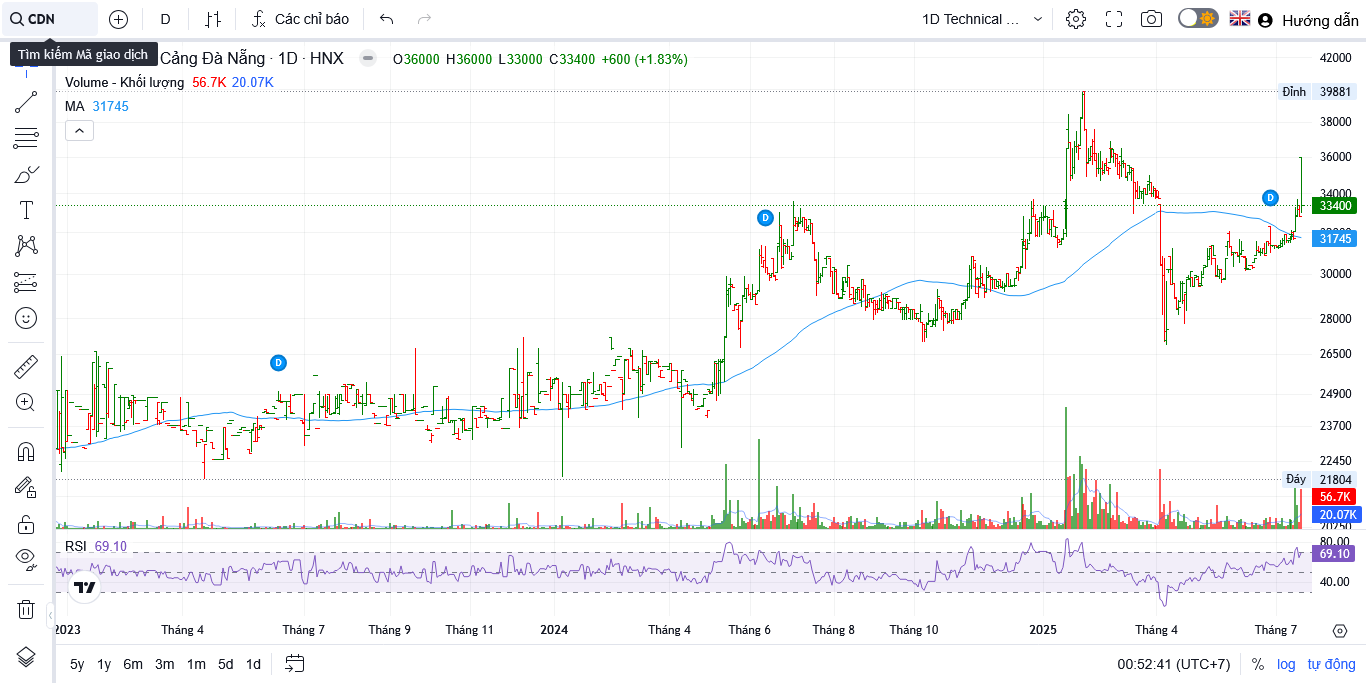 CDN D Các chỉ báo 1D Technical ... Hướng dẫn
Tìm kiếm Mã giao dịch
Cảng Đà Nẵng · 1D · HNX O36000 H36000 L33000 C33400 +600 (+1.83%)
Volume - Khối lượng 56.7K 20.07K
MA 31745
42000
Đỉnh 39881
38000
36000
34000
33400
31745
30000
28000
26500
24900
23700
22450
Đáy 21804
56.7K
20.07K
20250
D
D
D
RSI 69.10
80.00
69.10
40.00
2023 Tháng 4 Tháng 7 Tháng 9 Tháng 11 2024 Tháng 4 Tháng 6 Tháng 8 Tháng 10 2025 Tháng 4 Tháng 7
5y 1y 6m 3m 1m 5d 1d 00:52:41 (UTC+7) % log tự động